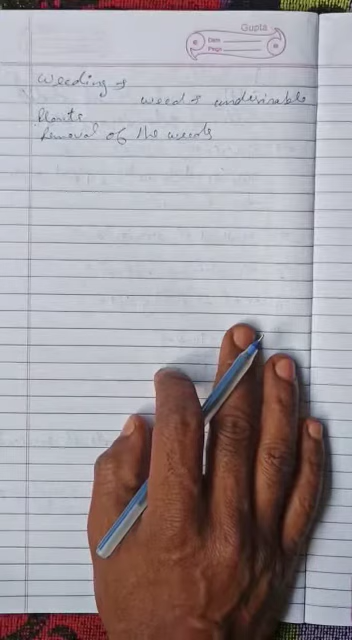 Gupta
Date
Page
Weeding →
weed → undesirable
Plants
Removal of the weeds